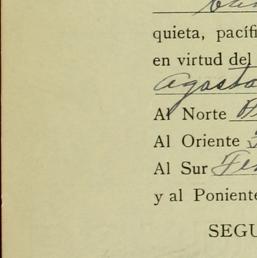 quieta, pacífi
en virtud del
Agosto
Al Norte
Al Oriente
Al Sur
y al Poniente
SEGU